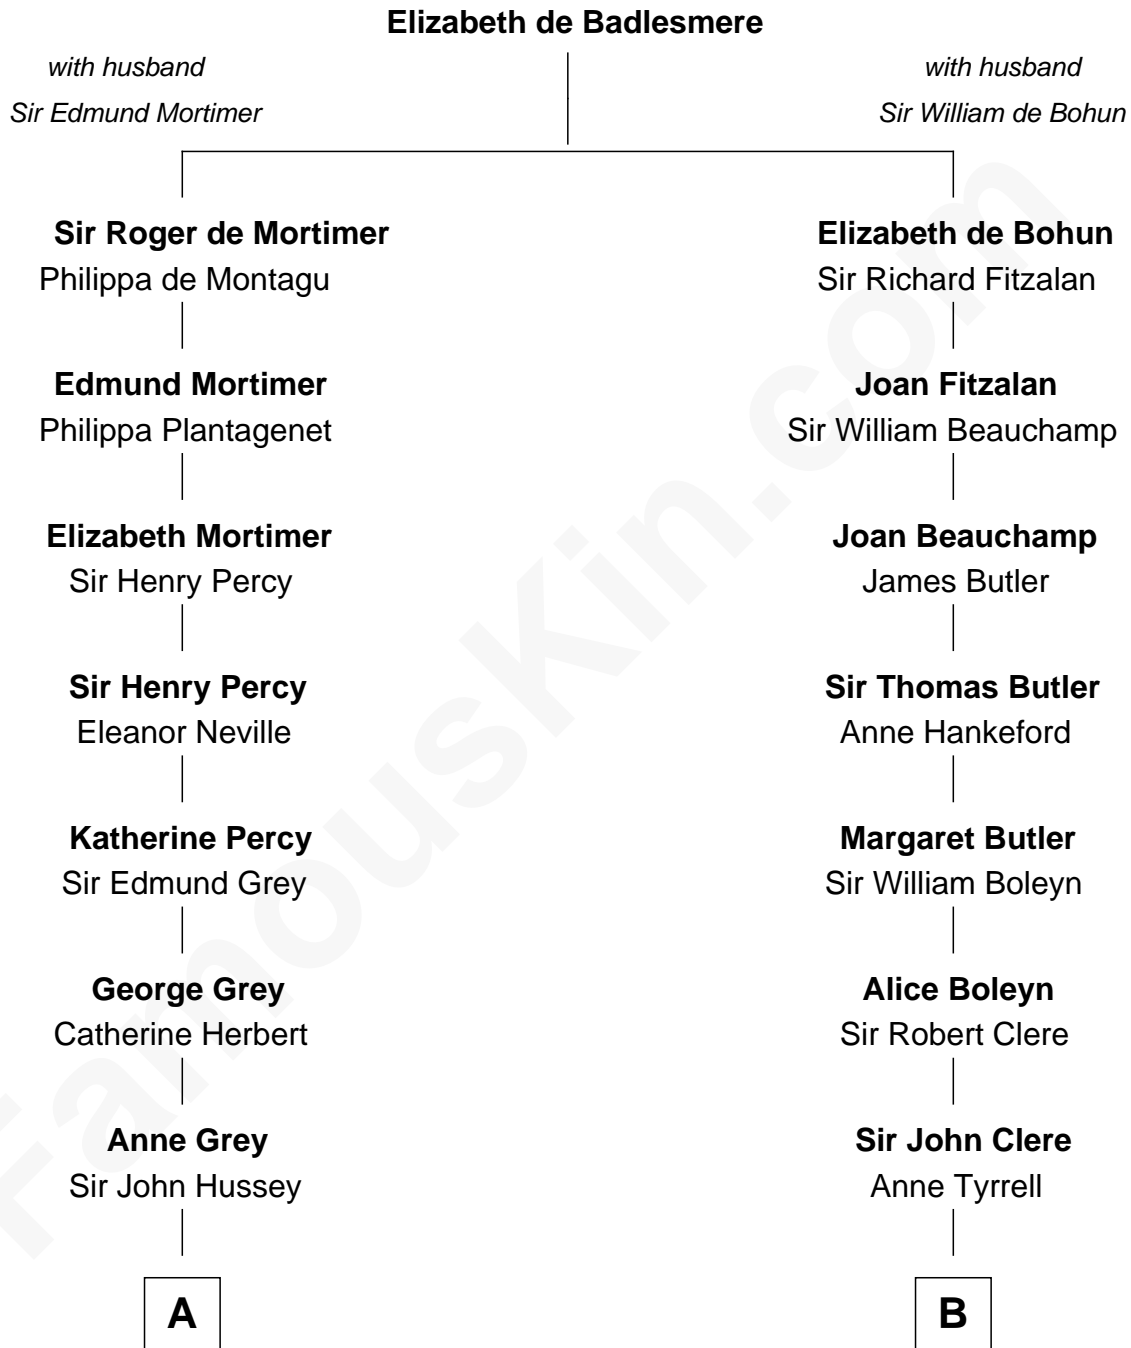 Elizabeth de Badlesmere
with husband
Sir Edmund Mortimer
with husband
Sir William de Bohun
Sir Roger de Mortimer
Philippa de Montagu
Edmund Mortimer
Philippa Plantagenet
Elizabeth Mortimer
Sir Henry Percy
Sir Henry Percy
Eleanor Neville
Katherine Percy
Sir Edmund Grey
George Grey
Catherine Herbert
Anne Grey
Sir John Hussey
A
Elizabeth de Bohun
Sir Richard Fitzalan
Joan Fitzalan
Sir William Beauchamp
Joan Beauchamp
James Butler
Sir Thomas Butler
Anne Hankeford
Margaret Butler
Sir William Boleyn
Alice Boleyn
Sir Robert Clere
Sir John Clere
Anne Tyrrell
B
FamousKin.com